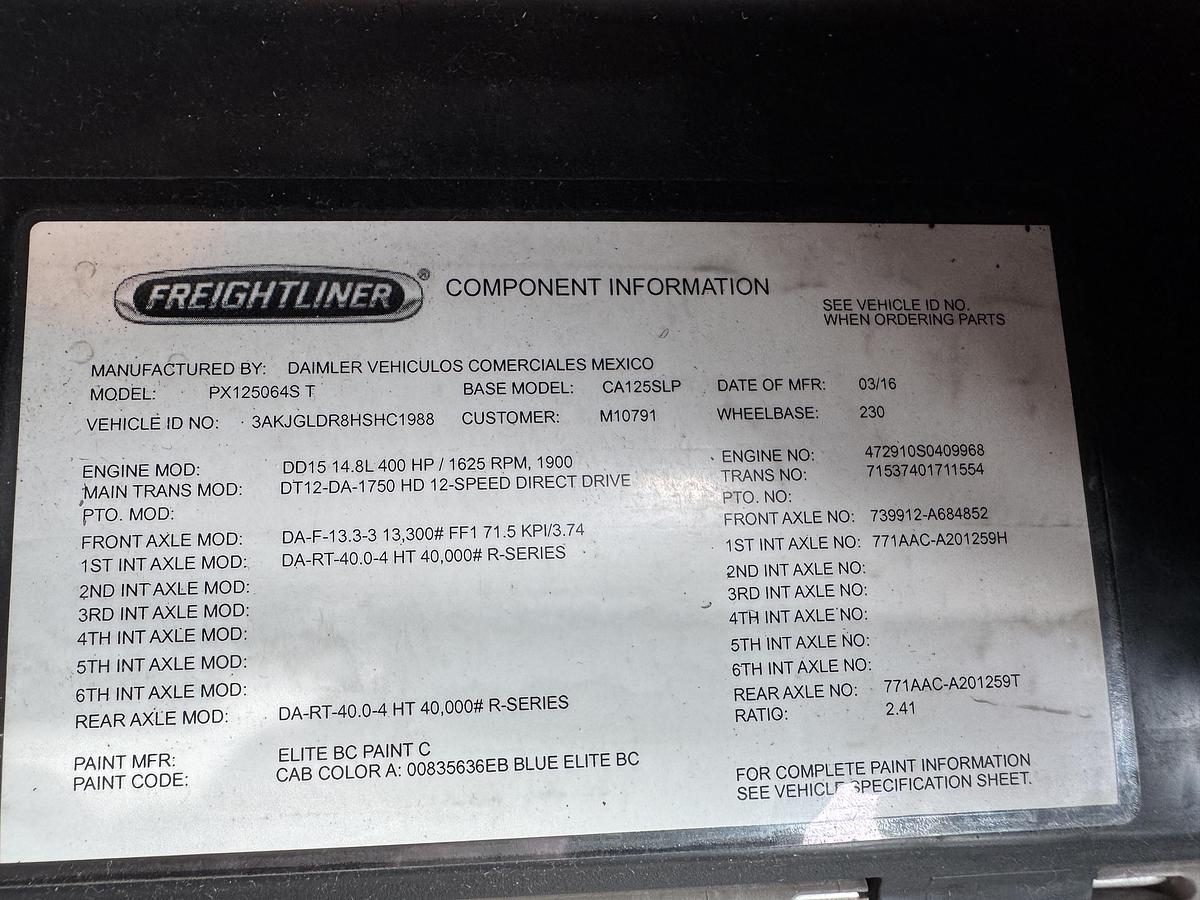 FREIGHTLINER® COMPONENT INFORMATION
SEE VEHICLE ID NO.
WHEN ORDERING PARTS
MANUFACTURED BY: DAIMLER VEHICULOS COMERCIALES MEXICO
MODEL: PX125064S T BASE MODEL: CA125SLP DATE OF MFR: 03/16
VEHICLE ID NO: 3AKJGLDR8HSHC1988 CUSTOMER: M10791 WHEELBASE: 230
ENGINE MOD: DD15 14.8L 400 HP / 1625 RPM, 1900 ENGINE NO: 472910S0409968
MAIN TRANS MOD: DT12-DA-1750 HD 12-SPEED DIRECT DRIVE TRANS NO: 71537401711554
PTO. MOD: PTO. NO:
FRONT AXLE MOD: DA-F-13.3-3 13,300# FF1 71.5 KPI/3.74 FRONT AXLE NO: 739912-A684852
1ST INT AXLE MOD: DA-RT-40.0-4 HT 40,000# R-SERIES 1ST INT AXLE NO: 771AAC-A201259H
2ND INT AXLE MOD: 2ND INT AXLE NO:
3RD INT AXLE MOD: 3RD INT AXLE NO:
4TH INT AXLE MOD: 4TH INT AXLE NO:
5TH INT AXLE MOD: 5TH INT AXLE NO:
6TH INT AXLE MOD: 6TH INT AXLE NO:
REAR AXLE MOD: DA-RT-40.0-4 HT 40,000# R-SERIES REAR AXLE NO: 771AAC-A201259T
RATIO: 2.41
PAINT MFR: ELITE BC PAINT C
PAINT CODE: CAB COLOR A: 00835636EB BLUE ELITE BC
FOR COMPLETE PAINT INFORMATION
SEE VEHICLE SPECIFICATION SHEET.